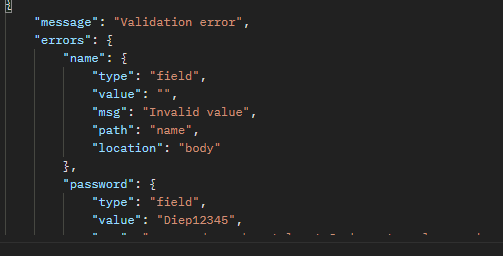 {
"message": "Validation error",
"errors": {
"name": {
"type": "field",
"value": "",
"msg": "Invalid value",
"path": "name",
"location": "body"
},
"password": {
"type": "field",
"value": "Diep12345",